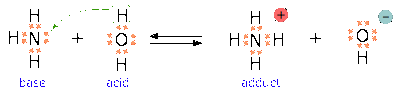 H H H
H N + O ⇌ H N H + O
H H H H
base acid adduct
+
−